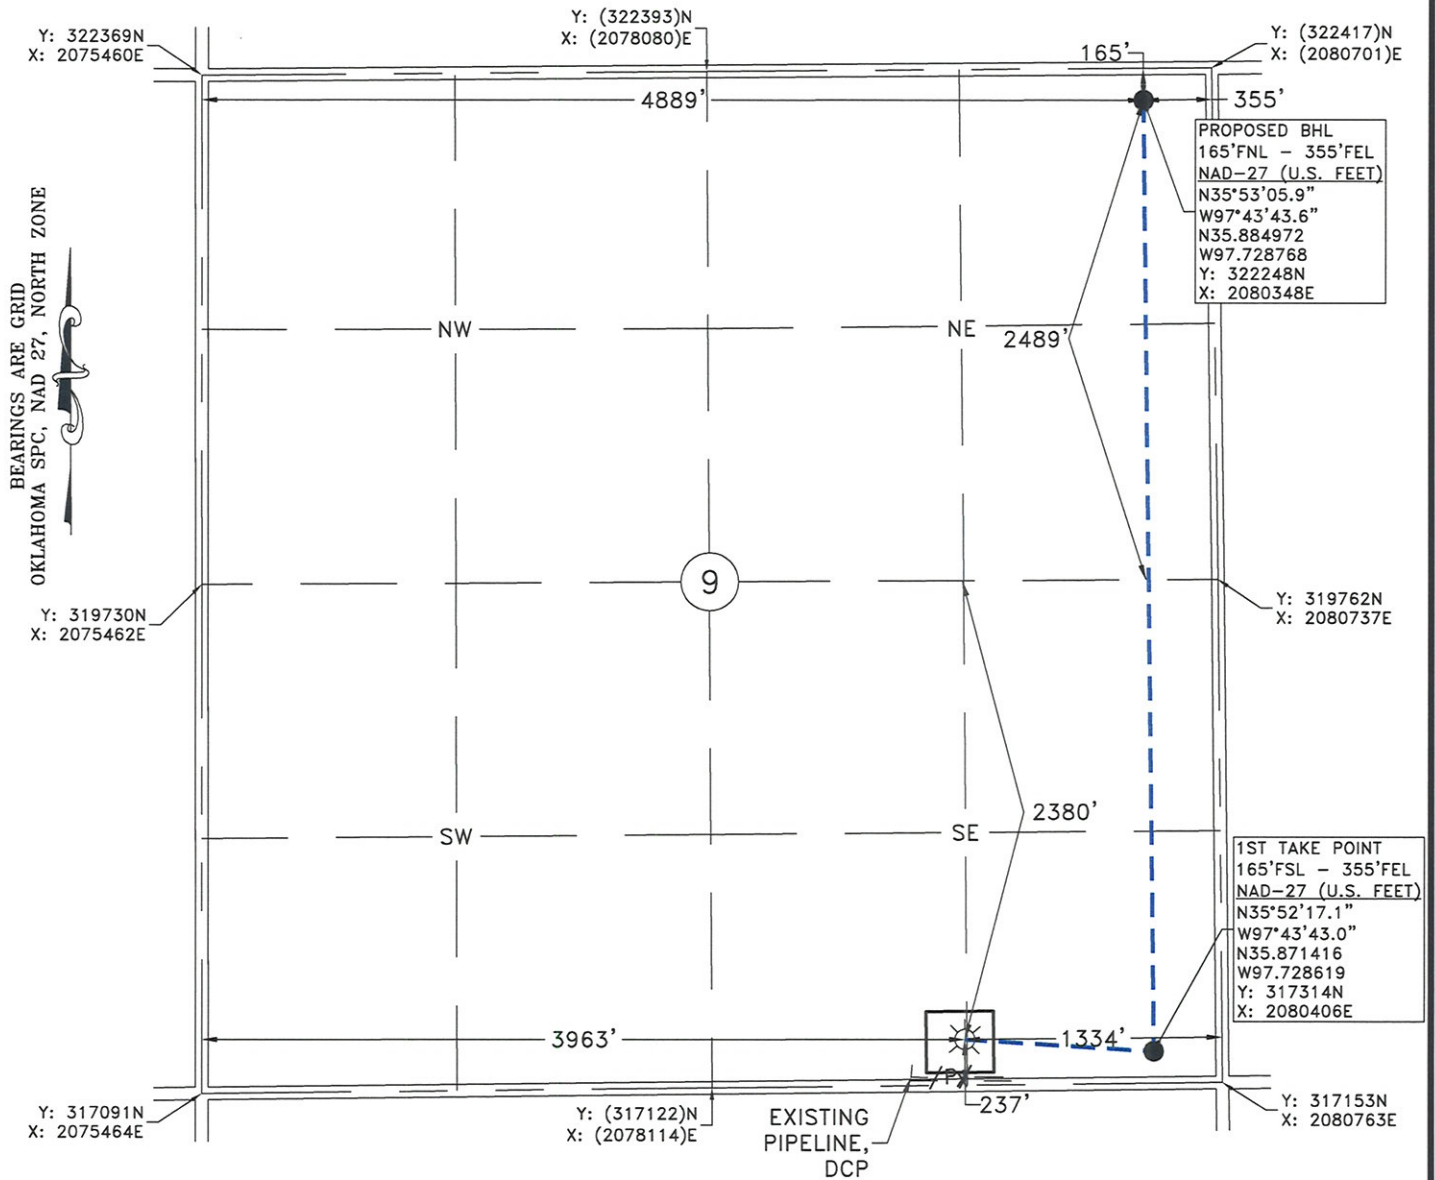 Y: 322369N
X: 2075460E
Y: (322393)N
X: (2078080)E
Y: (322417)N
X: (2080701)E
165'
4889'
355'
PROPOSED BHL
165'FNL - 355'FEL
NAD-27 (U.S. FEET)
N35°53'05.9"
W97°43'43.6"
N35.884972
W97.728768
Y: 322248N
X: 2080348E
BEARINGS ARE GRID
OKLAHOMA SPC, NAD 27, NORTH ZONE
NW
NE
2489'
9
Y: 319730N
X: 2075462E
Y: 319762N
X: 2080737E
2380'
SW
SE
1ST TAKE POINT
165'FSL - 355'FEL
NAD-27 (U.S. FEET)
N35°52'17.1"
W97°43'43.0"
N35.871416
W97.728619
Y: 317314N
X: 2080406E
3963'
1334'
237'
Y: 317091N
X: 2075464E
Y: (317122)N
X: (2078114)E
EXISTING
PIPELINE,
DCP
Y: 317153N
X: 2080763E